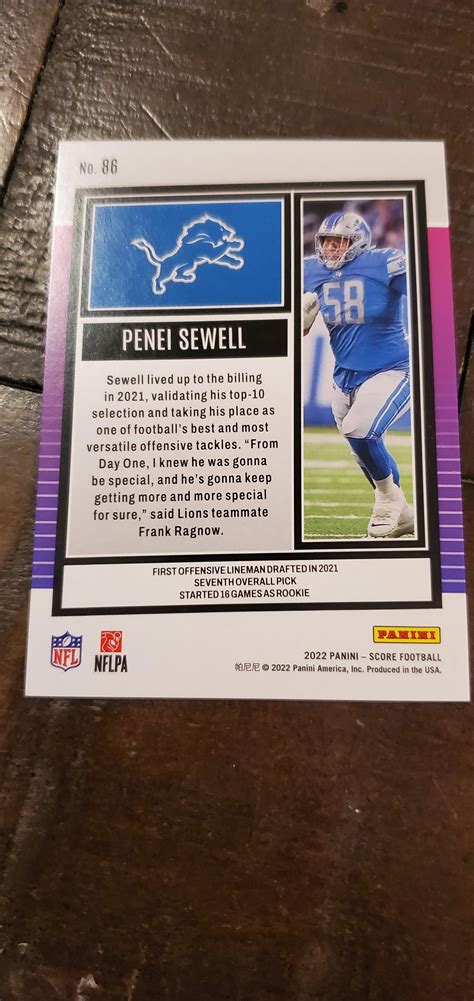 No. 86
58
PENEI SEWELL
Sewell lived up to the billing
in 2021, validating his top-10
selection and taking his place as
one of football's best and most
versatile offensive tackles. “From
Day One, I knew he was gonna
be special, and he's gonna keep
getting more and more special
for sure,” said Lions teammate
Frank Ragnow.
FIRST OFFENSIVE LINEMAN DRAFTED IN 2021
SEVENTH OVERALL PICK
STARTED 16 GAMES AS ROOKIE
NFL
NFLPA
PANINI
2022 PANINI – SCORE FOOTBALL
帕尼尼 © 2022 Panini America, Inc. Produced in the USA.